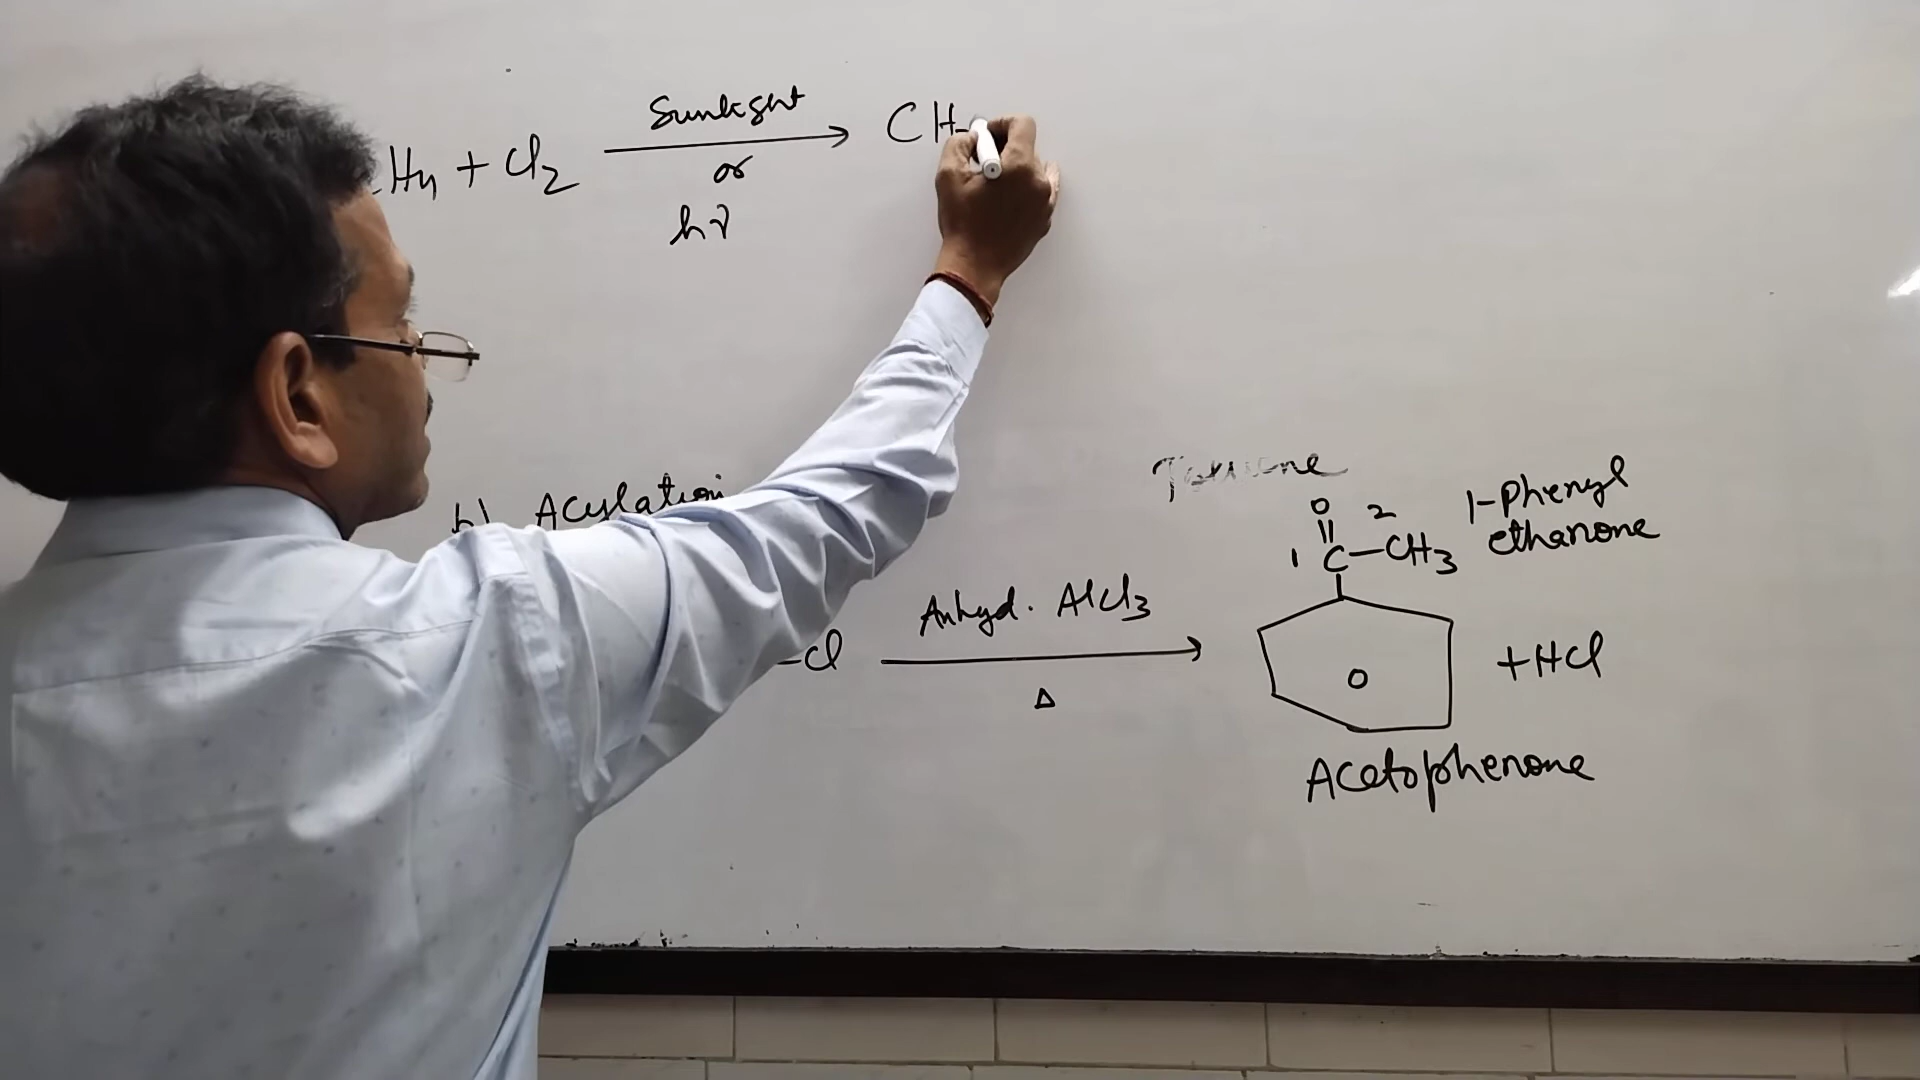 H4 + Cl2 Sunlight CH
or
hν
b) Acylation
Toluene
O 2 1-phenyl
ethanone
1 C-CH3
-Cl Anhyd. AlCl3
O +HCl
Δ
Acetophenone